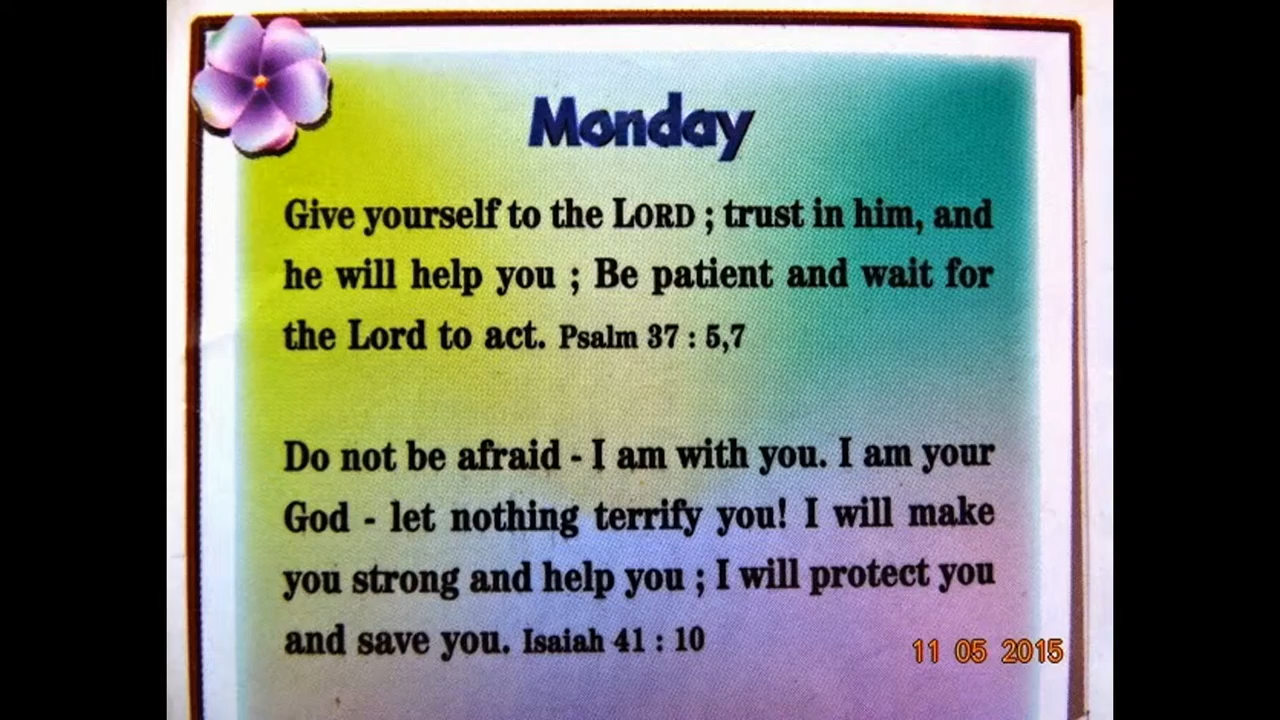 Monday
Give yourself to the LORD ; trust in him, and
he will help you ; Be patient and wait for
the Lord to act. Psalm 37 : 5,7
Do not be afraid - I am with you. I am your
God - let nothing terrify you! I will make
you strong and help you ; I will protect you
and save you. Isaiah 41 : 10
11 05 2015